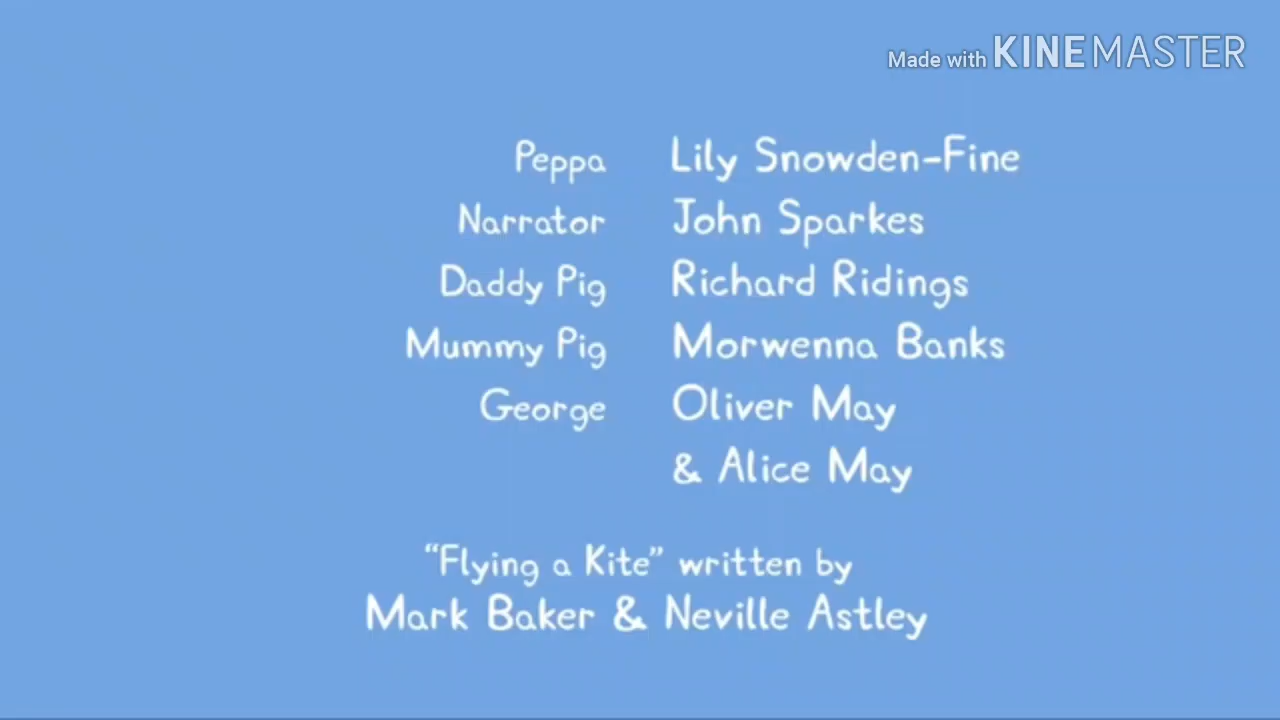 Made with KINEMASTER
Peppa Lily Snowden-Fine
Narrator John Sparkes
Daddy Pig Richard Ridings
Mummy Pig Morwenna Banks
George Oliver May
& Alice May
“Flying a Kite” written by
Mark Baker & Neville Astley